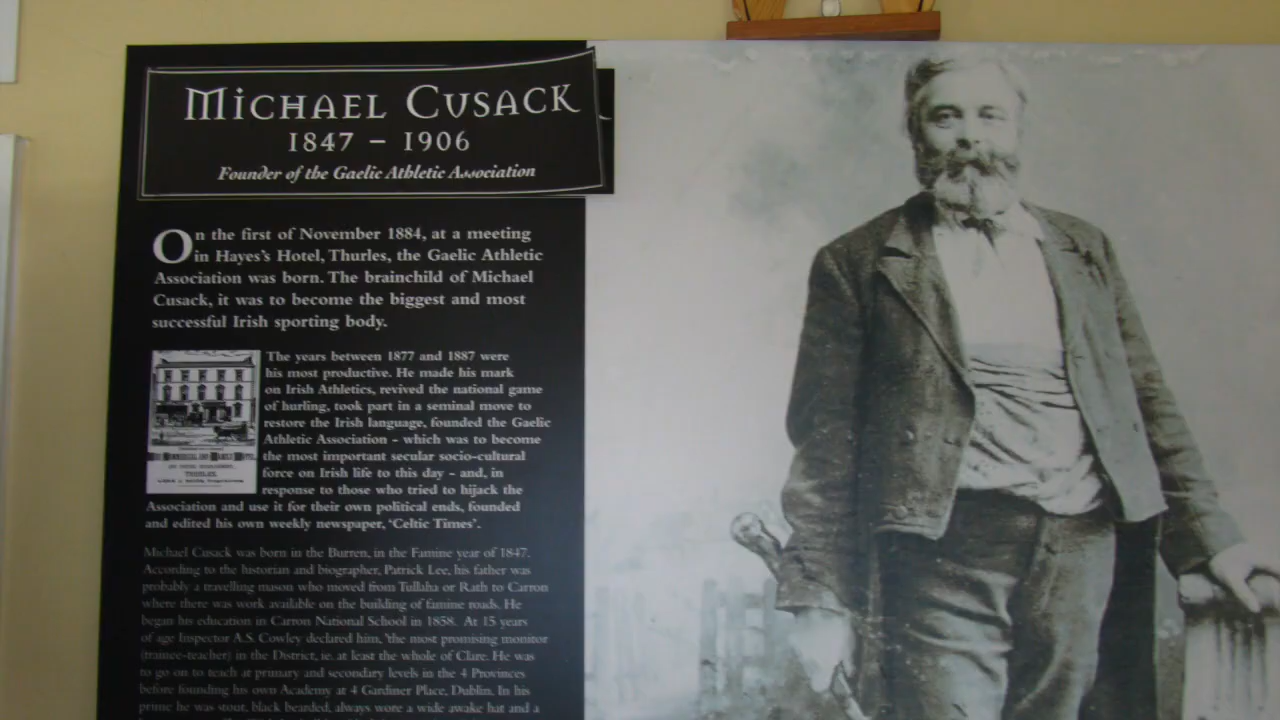 MICHAEL CUSACK
1847 – 1906
Founder of the Gaelic Athletic Association
On the first of November 1884, at a meeting
in Hayes's Hotel, Thurles, the Gaelic Athletic
Association was born. The brainchild of Michael
Cusack, it was to become the biggest and most
successful Irish sporting body.
The years between 1877 and 1887 were
his most productive. He made his mark
on Irish Athletics, revived the national game
of hurling, took part in a seminal move to
restore the Irish language, founded the Gaelic
Athletic Association - which was to become
the most important secular socio-cultural
force on Irish life to this day - and, in
response to those who tried to hijack the
Association and use it for their own political ends, founded
and edited his own weekly newspaper, 'Celtic Times'.
THURLES.
Michael Cusack was born in the Burren, in the Famine year of 1847.
According to the historian and biographer, Patrick Lee, his father was
probably a travelling mason who moved from Tullaha or Rath to Carron
where there was work available on the building of famine roads. He
began his education in Carron National School in 1858. At 15 years
of age Inspector A.S. Cowley declared him, 'the most promising monitor
(trainee-teacher) in the District, ie. at least the whole of Clare. He was
to go on to teach at primary and secondary levels in the 4 Provinces
before founding his own Academy at 4 Gardiner Place, Dublin. In his
prime he was stout, black bearded, always wore a wide awake hat and a